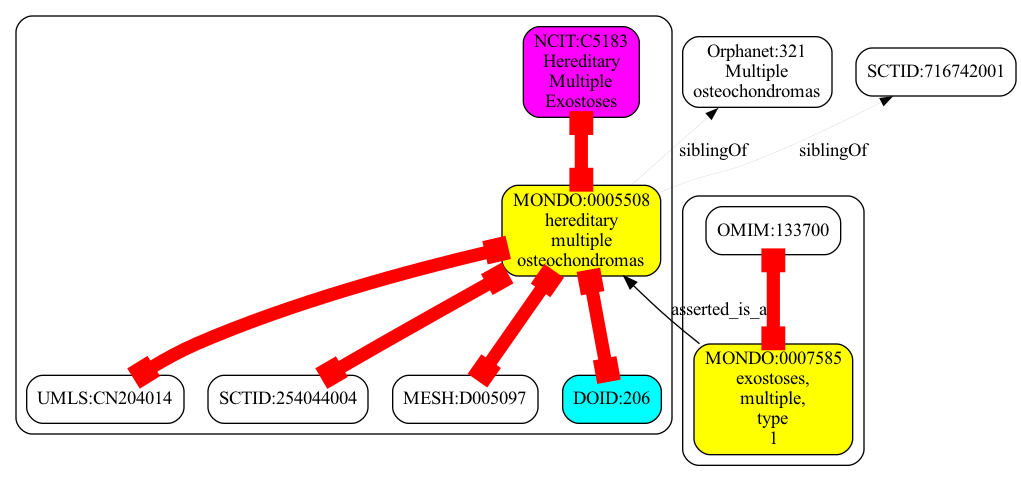 NCIT:C5183
Hereditary
Multiple
Exostoses
Orphanet:321
Multiple
osteochondromas
SCTID:716742001
siblingOf
siblingOf
MONDO:0005508
hereditary
multiple
osteochondromas
OMIM:133700
asserted_is_a
UMLS:CN204014
SCTID:254044004
MESH:D005097
DOID:206
MONDO:0007585
exostoses,
multiple,
type
1